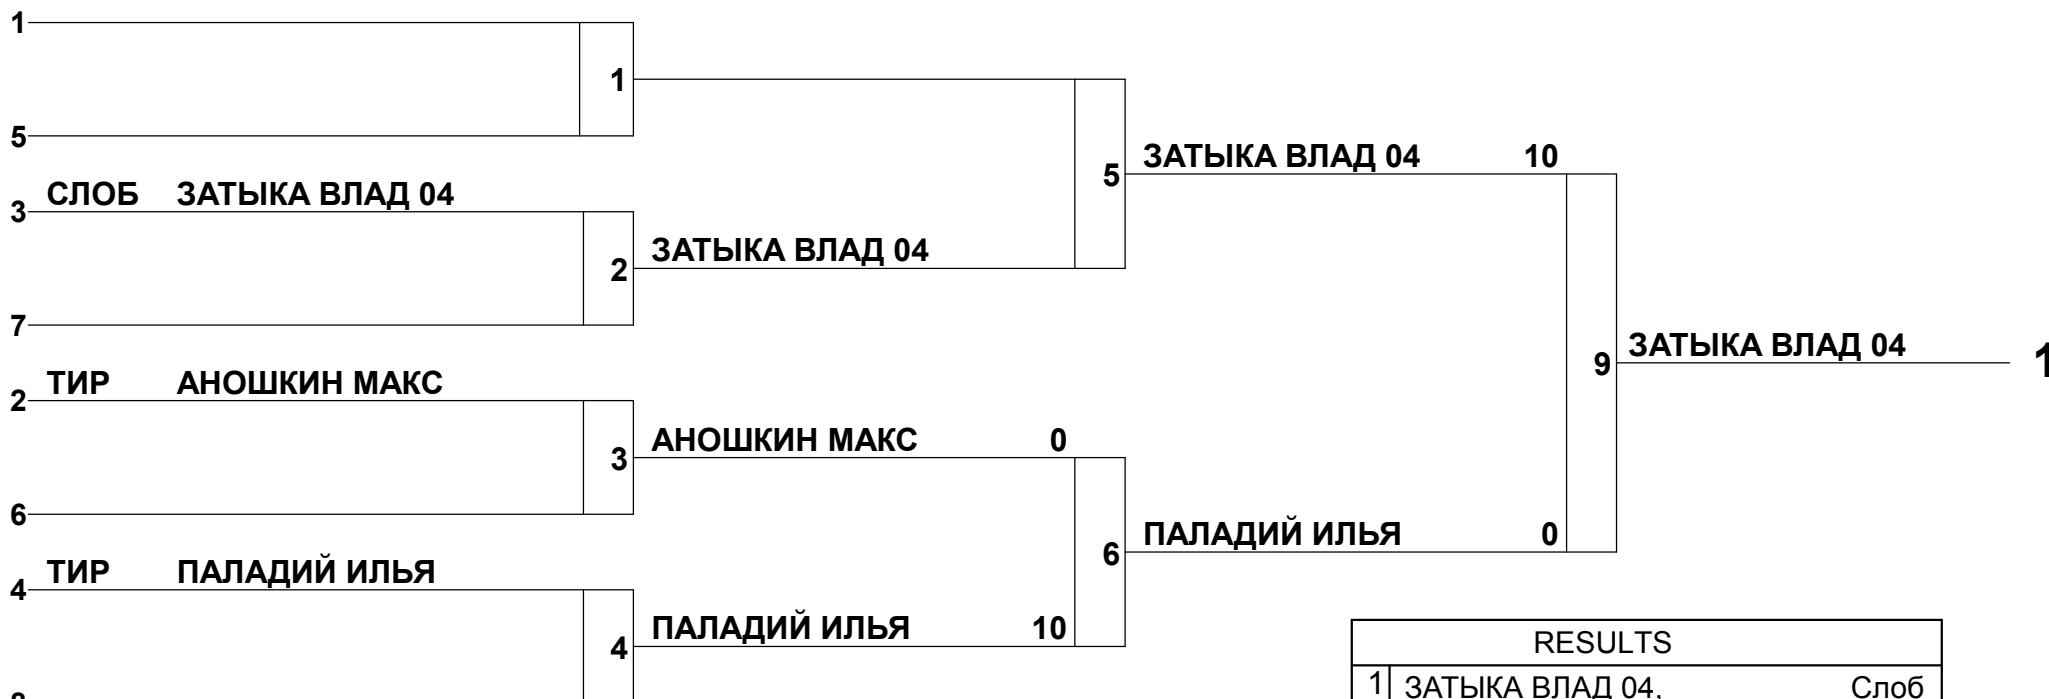 1
1
5
ЗАТЫКА ВЛАД 04 10
5
3 СЛОБ ЗАТЫКА ВЛАД 04
2
ЗАТЫКА ВЛАД 04
7
9
ЗАТЫКА ВЛАД 04
1
2 ТИР АНОШКИН МАКС
3
АНОШКИН МАКС 0
6
6
ПАЛАДИЙ ИЛЬЯ 0
4 ТИР ПАЛАДИЙ ИЛЬЯ
4
ПАЛАДИЙ ИЛЬЯ 10
RESULTS
1 ЗАТЫКА ВЛАД 04, Слоб